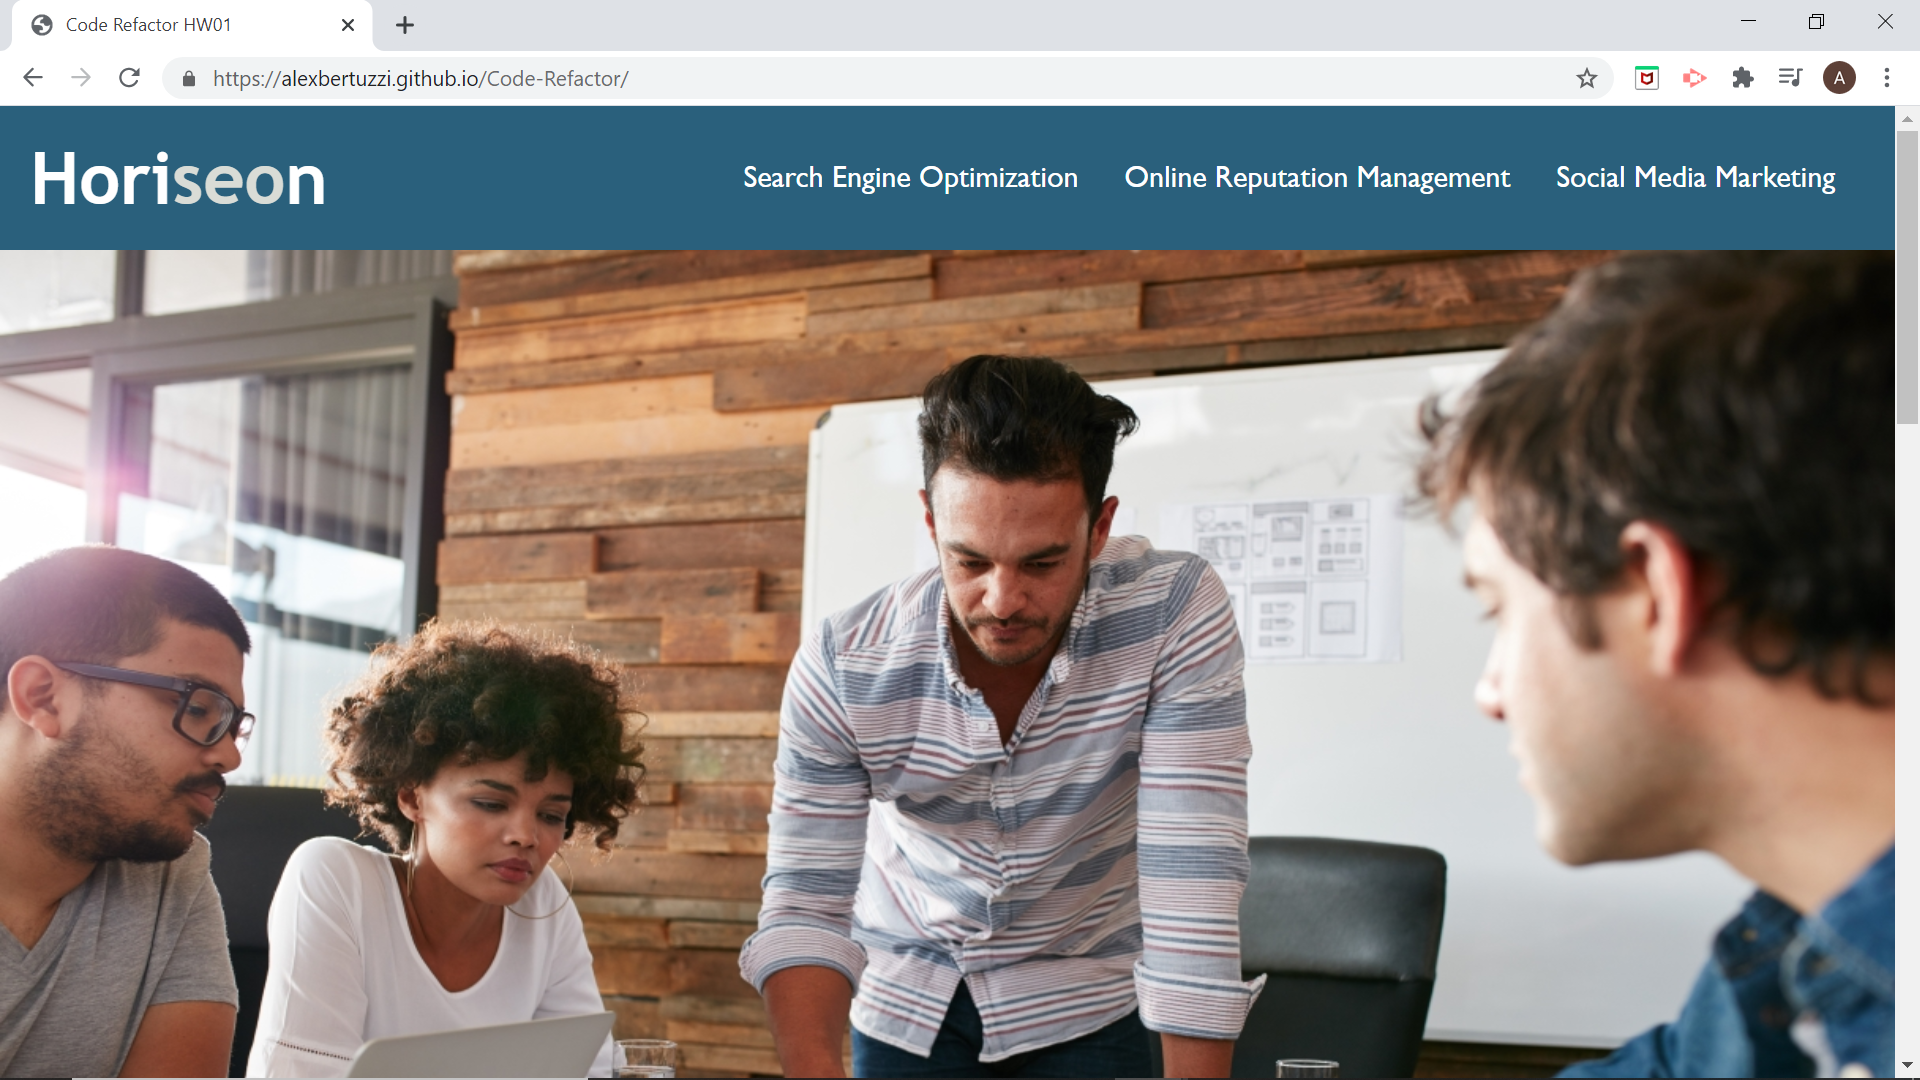 Code Refactor HW01
https://alexbertuzzi.github.io/Code-Refactor/
A
Horiseon
Search Engine Optimization Online Reputation Management Social Media Marketing